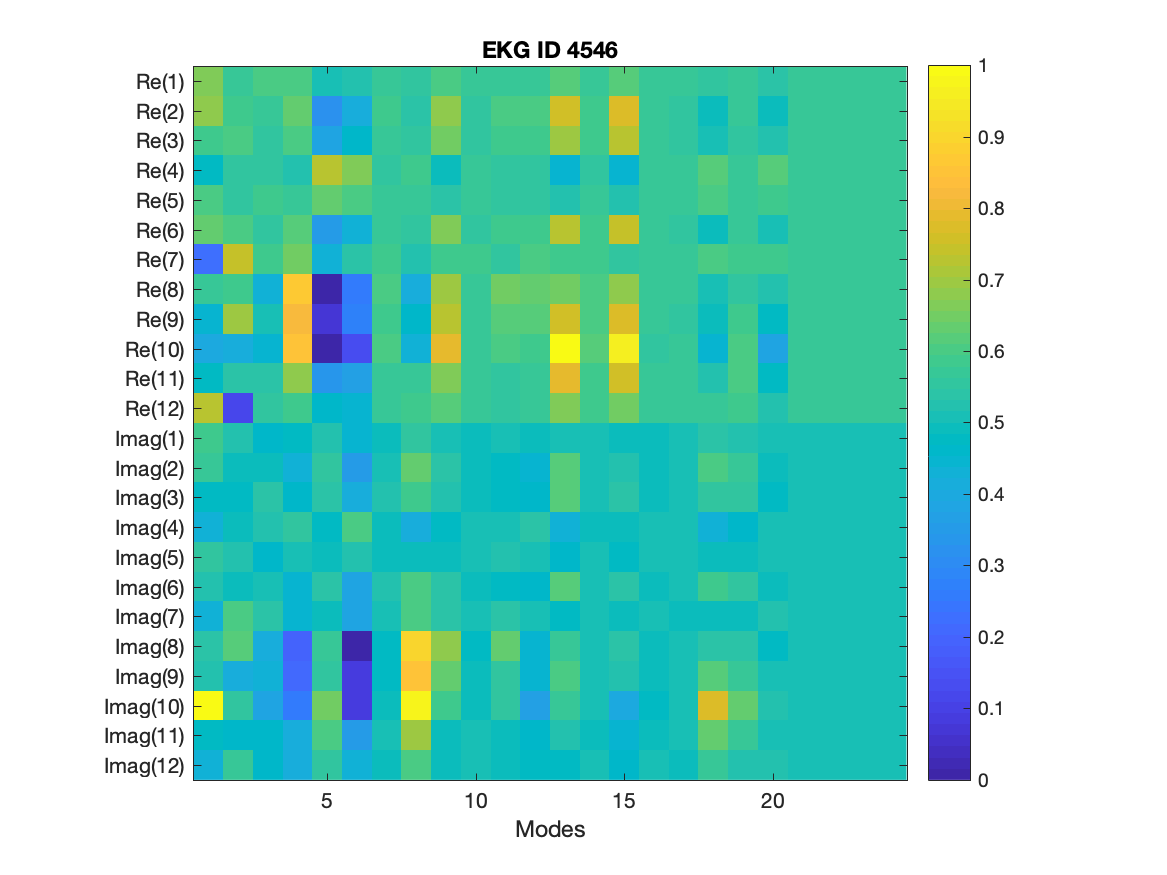 EKG ID 4546
Re(1)
Re(2)
Re(3)
Re(4)
Re(5)
Re(6)
Re(7)
Re(8)
Re(9)
Re(10)
Re(11)
Re(12)
Imag(1)
Imag(2)
Imag(3)
Imag(4)
Imag(5)
Imag(6)
Imag(7)
Imag(8)
Imag(9)
Imag(10)
Imag(11)
Imag(12)
5 10 15 20
Modes
1
0.9
0.8
0.7
0.6
0.5
0.4
0.3
0.2
0.1
0